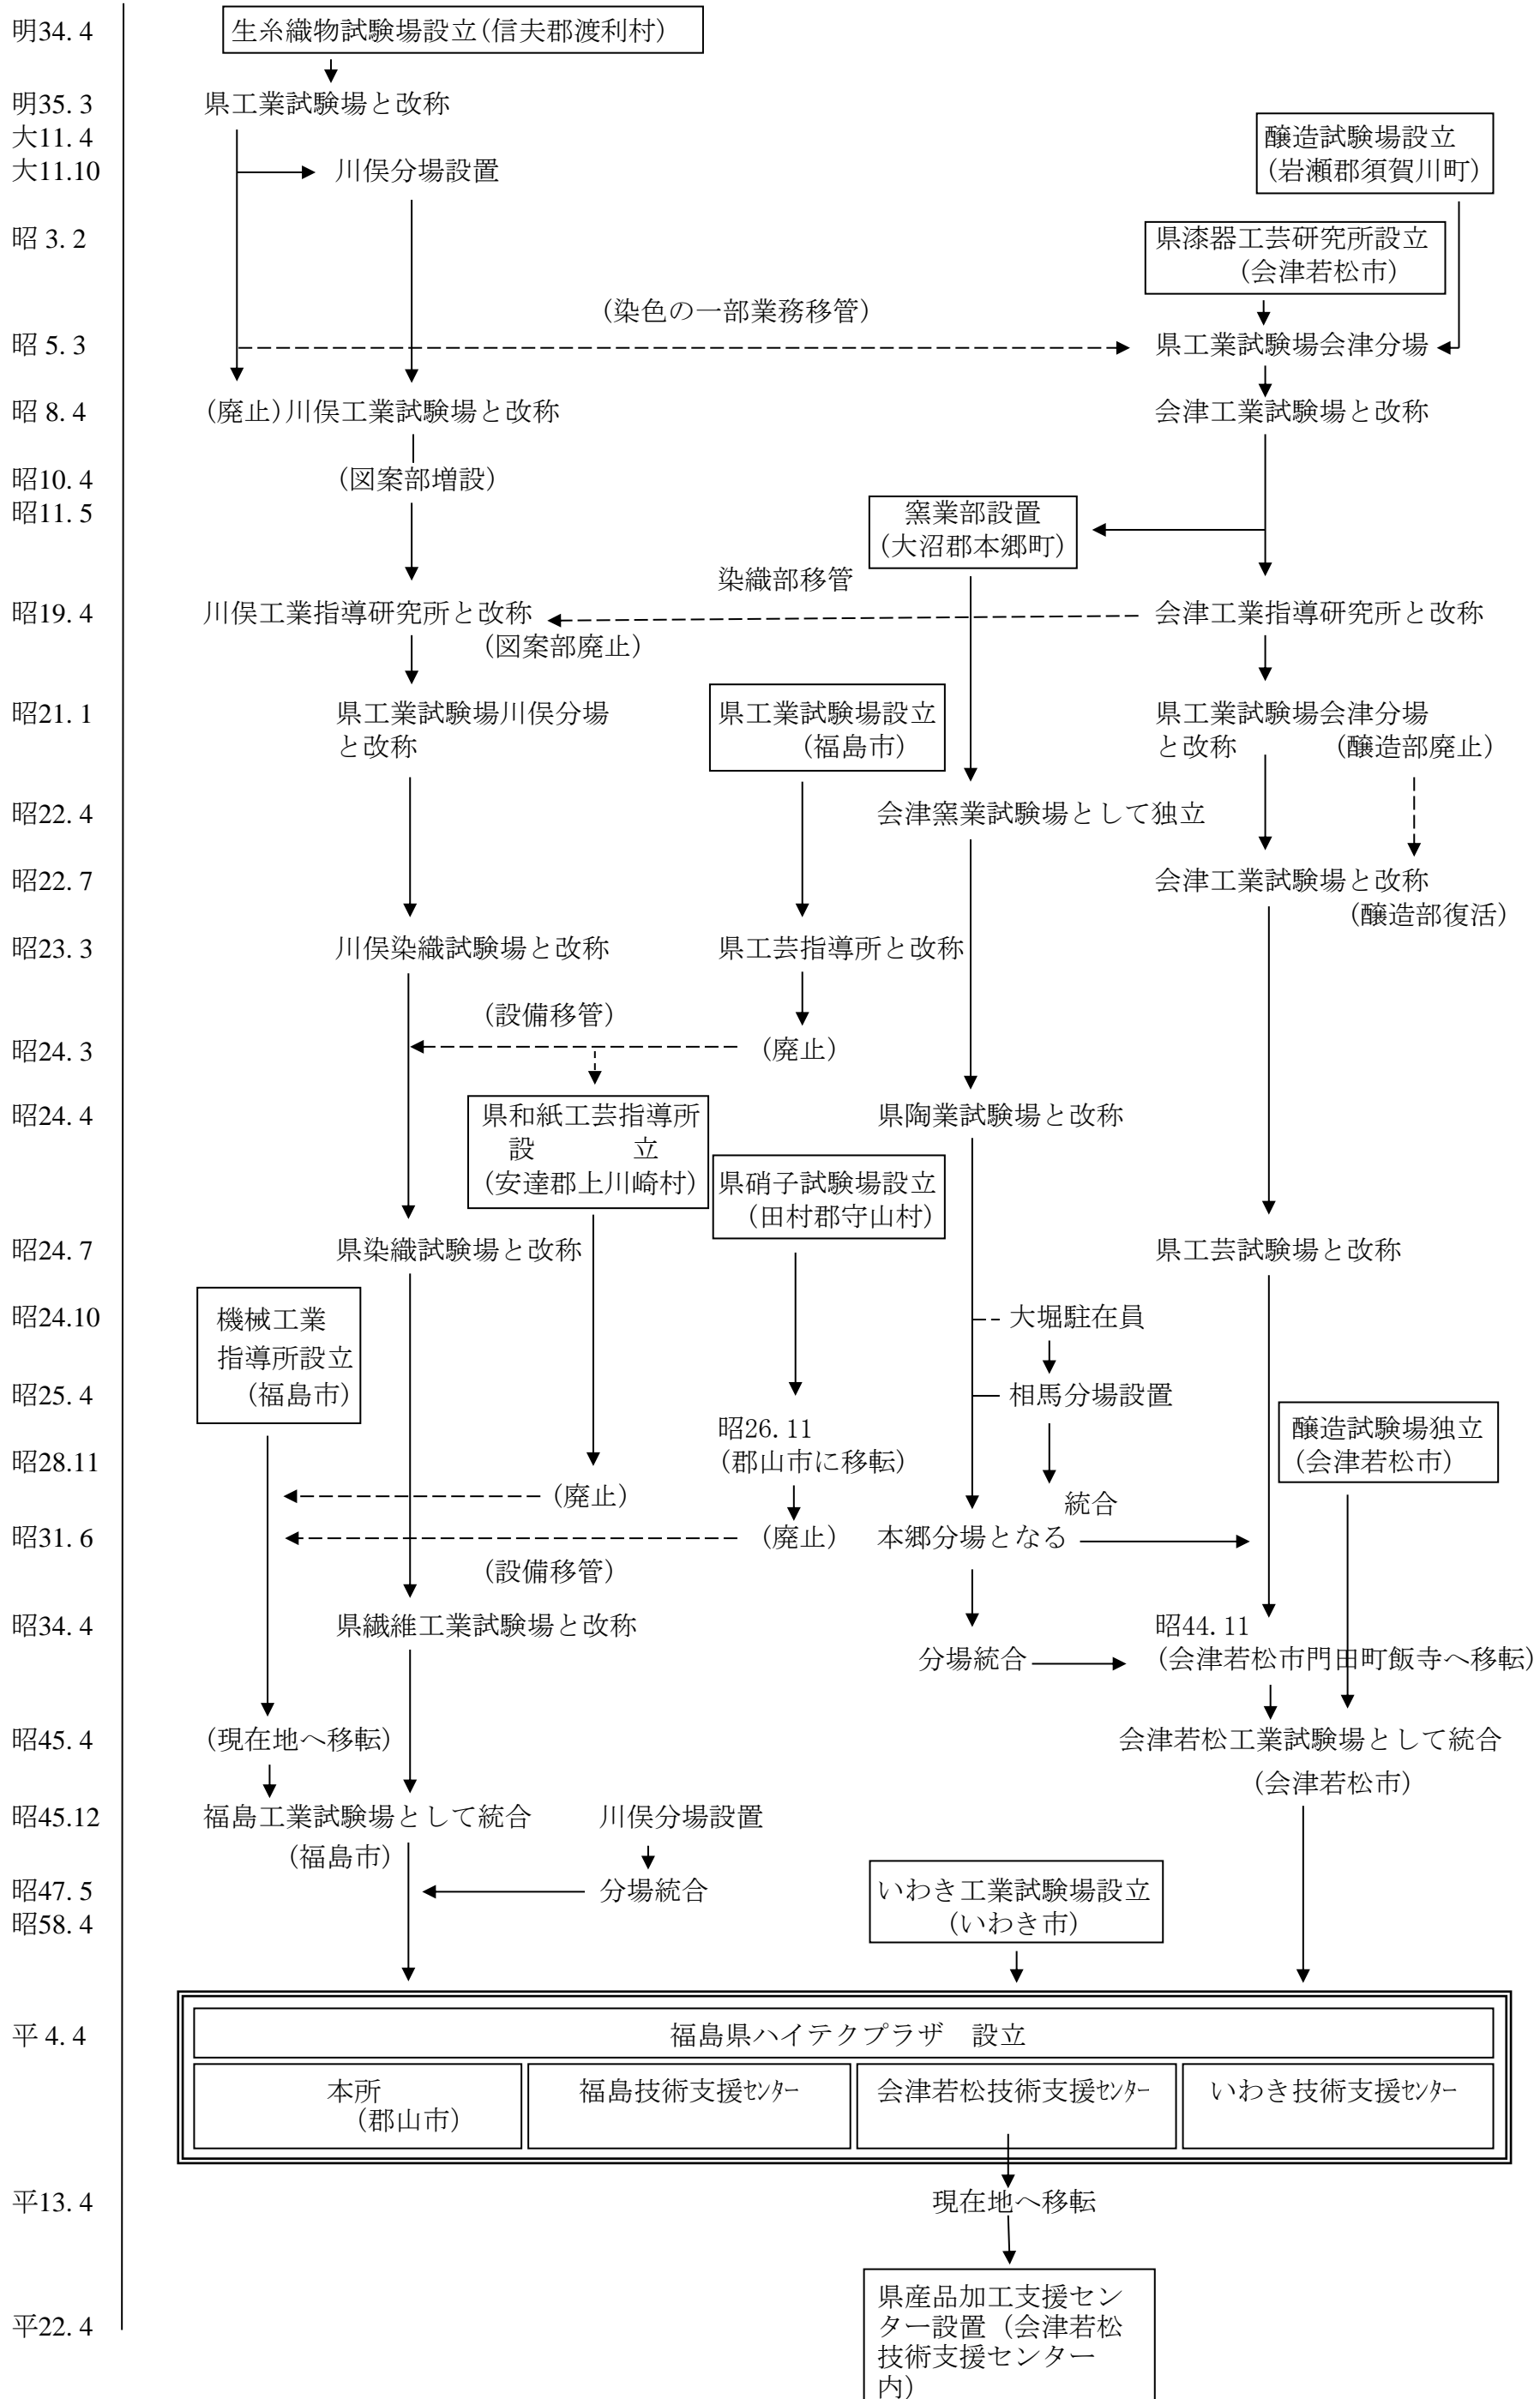 明34. 4
生糸織物試験場設立(信夫郡渡利村)
明35. 3
県工業試験場と改称
大11. 4
醸造試験場設立
(岩瀬郡須賀川町)
大11.10
川俣分場設置
昭 3. 2
県漆器工芸研究所設立
(会津若松市)
(染色の一部業務移管)
昭 5. 3
県工業試験場会津分場
昭 8. 4
(廃止)川俣工業試験場と改称
会津工業試験場と改称
昭10. 4
(図案部増設)
昭11. 5
窯業部設置
(大沼郡本郷町)
染織部移管
昭19. 4
川俣工業指導研究所と改称
(図案部廃止)
会津工業指導研究所と改称
昭21. 1
県工業試験場川俣分場
と改称
県工業試験場設立
(福島市)
県工業試験場会津分場
と改称
(醸造部廃止)
昭22. 4
会津窯業試験場として独立
昭22. 7
会津工業試験場と改称
(醸造部復活)
昭23. 3
川俣染織試験場と改称
県工芸指導所と改称
(設備移管)
昭24. 3
(廃止)
昭24. 4
県和紙工芸指導所
設 立
(安達郡上川崎村)
県陶業試験場と改称
県硝子試験場設立
(田村郡守山村)
昭24. 7
県染織試験場と改称
県工芸試験場と改称
昭24.10
機械工業
指導所設立
(福島市)
大堀駐在員
昭25. 4
相馬分場設置
昭26. 11
(郡山市に移転)
醸造試験場独立
(会津若松市)
昭28.11
(廃止)
統合
昭31. 6
(廃止)
本郷分場となる
(設備移管)
昭34. 4
県繊維工業試験場と改称
分場統合
昭44. 11
(会津若松市門田町飯寺へ移転)
昭45. 4
(現在地へ移転)
会津若松工業試験場として統合
(会津若松市)
昭45.12
福島工業試験場として統合
(福島市)
川俣分場設置
昭47. 5
分場統合
昭58. 4
いわき工業試験場設立
(いわき市)
平 4. 4
福島県ハイテクプラザ 設立
本所
(郡山市)
福島技術支援ｾﾝﾀｰ
会津若松技術支援ｾﾝﾀｰ
いわき技術支援ｾﾝﾀｰ
平13. 4
現在地へ移転
平22. 4
県産品加工支援セン
ター設置（会津若松
技術支援センター
内）